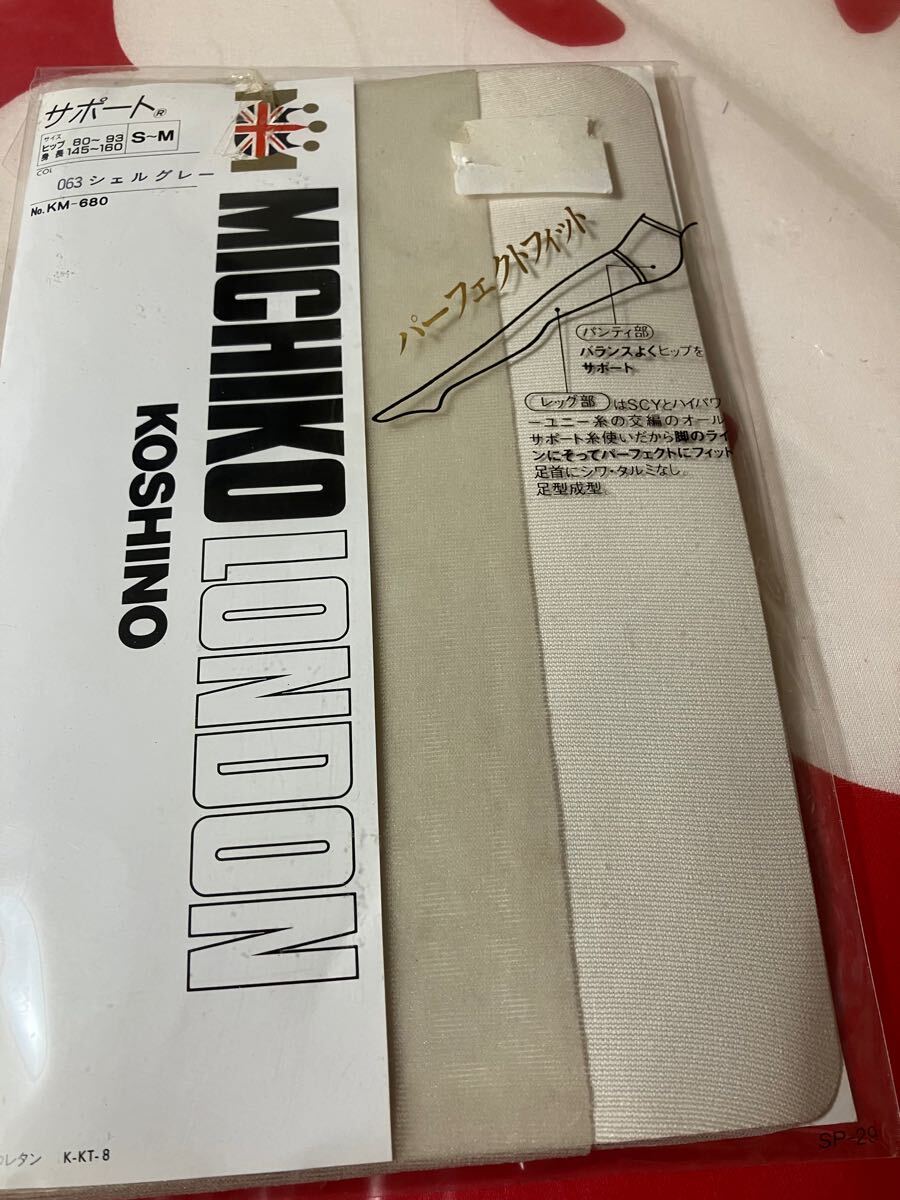 サポート®
サイズ
ヒップ 80～93
身長 145～160
S～M
COL
063 シェルグレー
No. KM-680
MICHIKO LONDON
KOSHINO
パーフェクトフィット
パンティ部
バランスよくヒップを
サポート
レッグ部はSCYとハイパワ
ーユニー糸の交編のオール
サポート糸使いだから脚のライ
ンにそってパーフェクトにフィット
足首にシワ・タルミなし。
足型成型。
レタン K-KT-8
SP-29